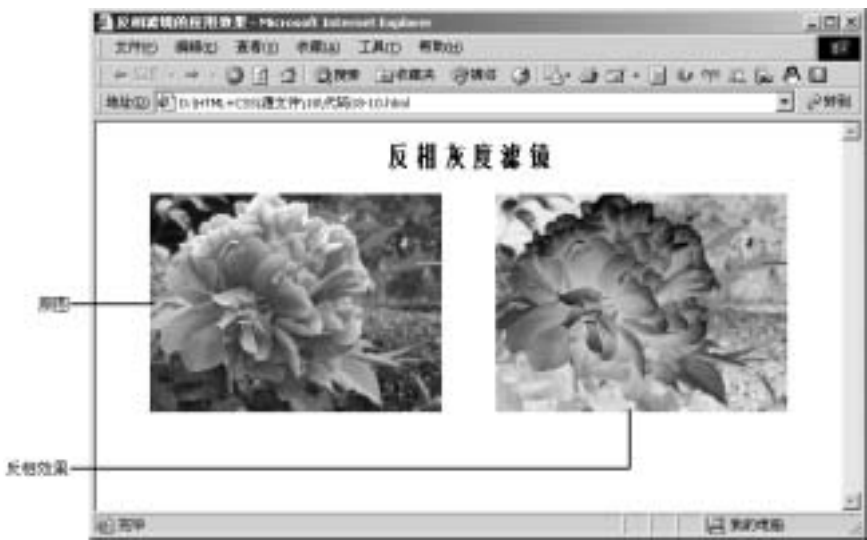 反相滤镜的应用效果 - Microsoft Internet Explorer
文件(F) 编辑(E) 查看(V) 收藏(A) 工具(T) 帮助(H)
搜索 收藏夹
地址(D)
转到
反相灰度滤镜
原图
反相效果
完毕
我的电脑